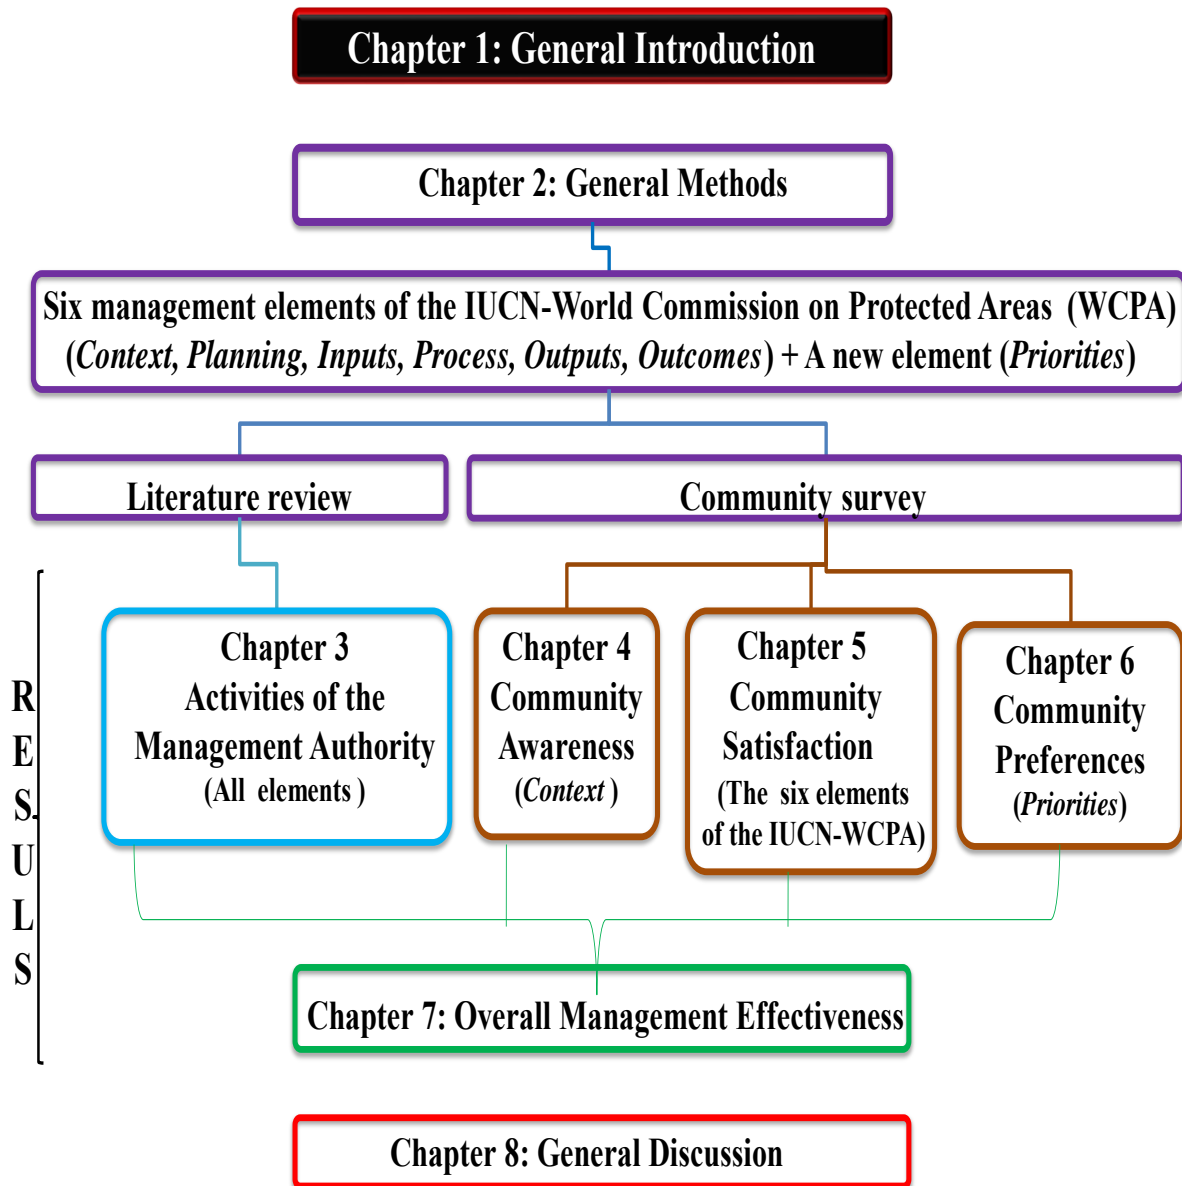 Chapter 1: General Introduction
Chapter 2: General Methods
Six management elements of the IUCN-World Commission on Protected Areas (WCPA)
(Context, Planning, Inputs, Process, Outputs, Outcomes) + A new element (Priorities)
Literature review
Community survey
R
E
S.
U
L
S
Chapter 3
Activities of the
Management Authority
(All elements )
Chapter 4
Community
Awareness
(Context )
Chapter 5
Community
Satisfaction
(The six elements
of the IUCN-WCPA)
Chapter 6
Community
Preferences
(Priorities)
Chapter 7: Overall Management Effectiveness
Chapter 8: General Discussion